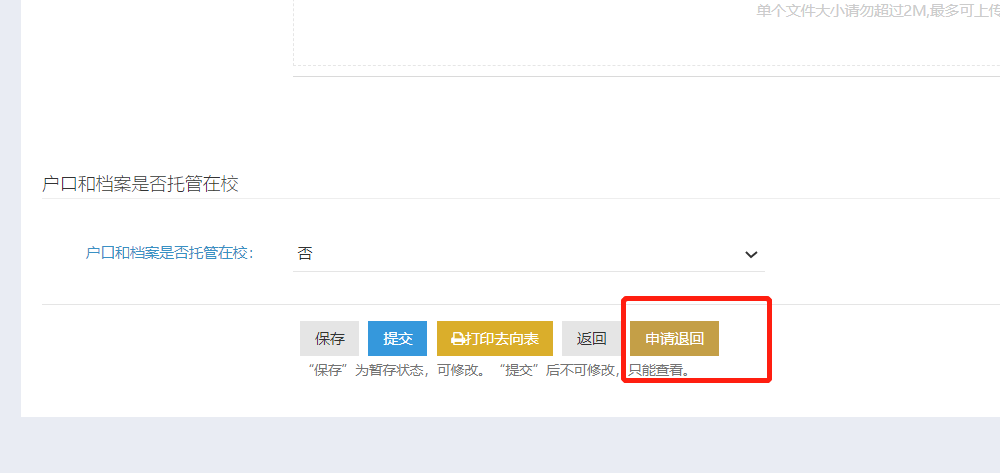 单个文件大小请勿超过2M,最多可上传
户口和档案是否托管在校
户口和档案是否托管在校：
否
保存 提交 打印去向表 返回 申请退回
“保存”为暂存状态，可修改。“提交”后不可修改，只能查看。